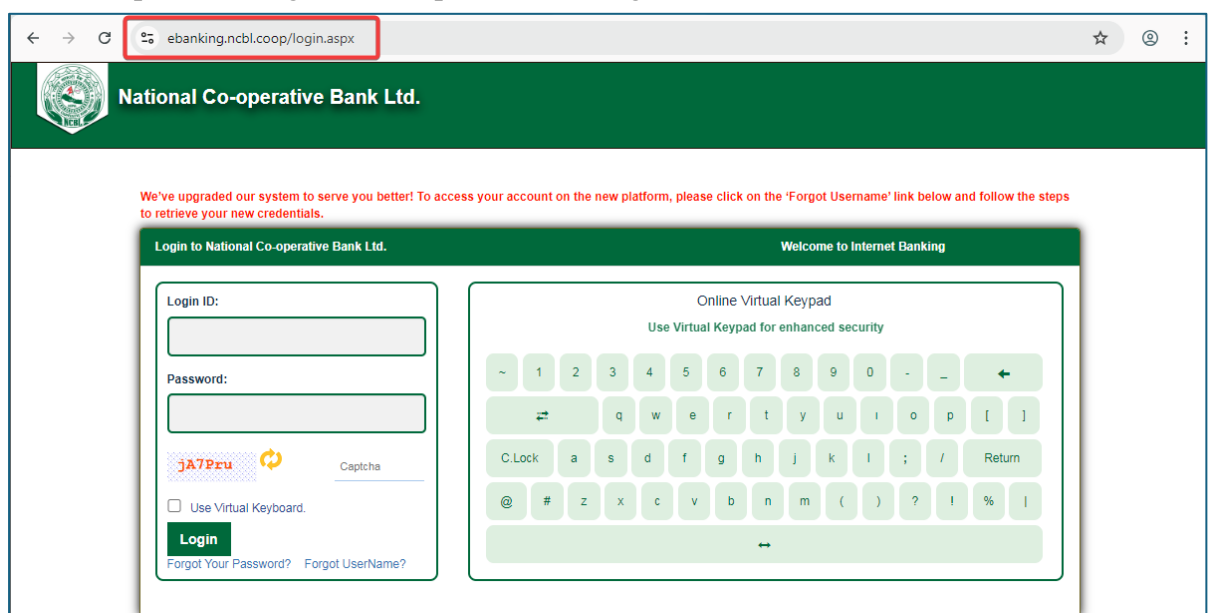 ebanking.ncbl.coop/login.aspx
NCBL
National Co-operative Bank Ltd.
We've upgraded our system to serve you better! To access your account on the new platform, please click on the ‘Forgot Username’ link below and follow the steps
to retrieve your new credentials.
Login to National Co-operative Bank Ltd.
Welcome to Internet Banking
Login ID:
Password:
jA7Pru
Captcha
Use Virtual Keyboard.
Login
Forgot Your Password? Forgot UserName?
Online Virtual Keypad
Use Virtual Keypad for enhanced security
~ 1 2 3 4 5 6 7 8 9 0 - _
q w e r t y u ı o p [ ]
C.Lock a s d f g h j k l ; / Return
@ # z x c v b n m ( ) ? ! % |